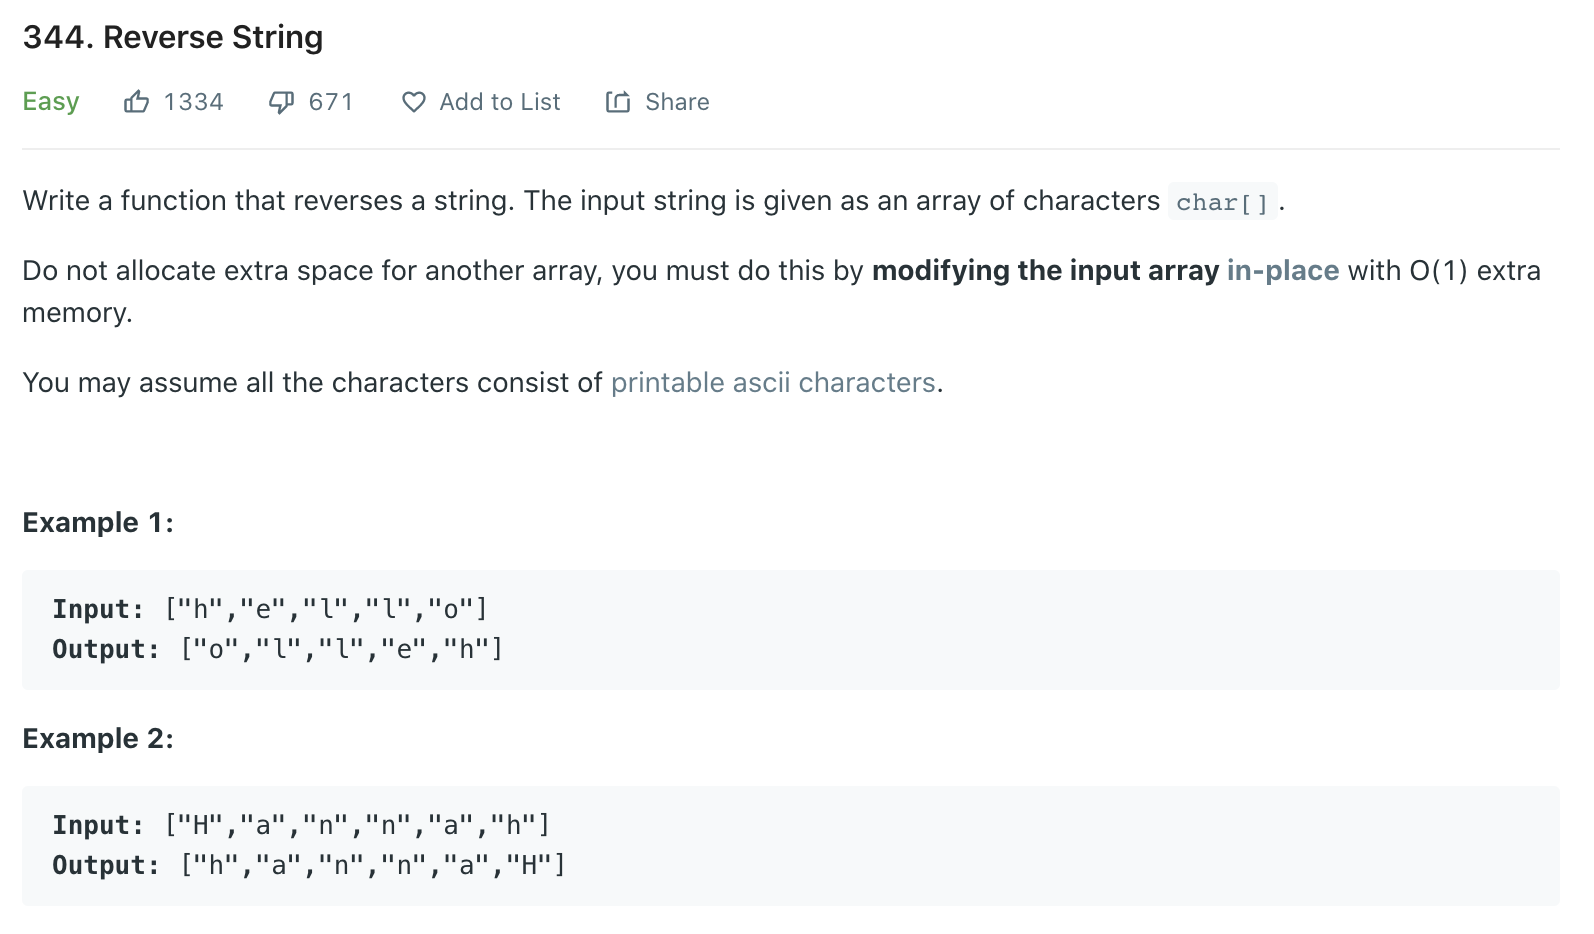 344. Reverse String
Easy 1334 671 Add to List Share
Write a function that reverses a string. The input string is given as an array of characters char[].
Do not allocate extra space for another array, you must do this by modifying the input array in-place with O(1) extra
memory.
You may assume all the characters consist of printable ascii characters.
Example 1:
Input: ["h","e","l","l","o"]
Output: ["o","l","l","e","h"]
Example 2:
Input: ["H","a","n","n","a","h"]
Output: ["h","a","n","n","a","H"]